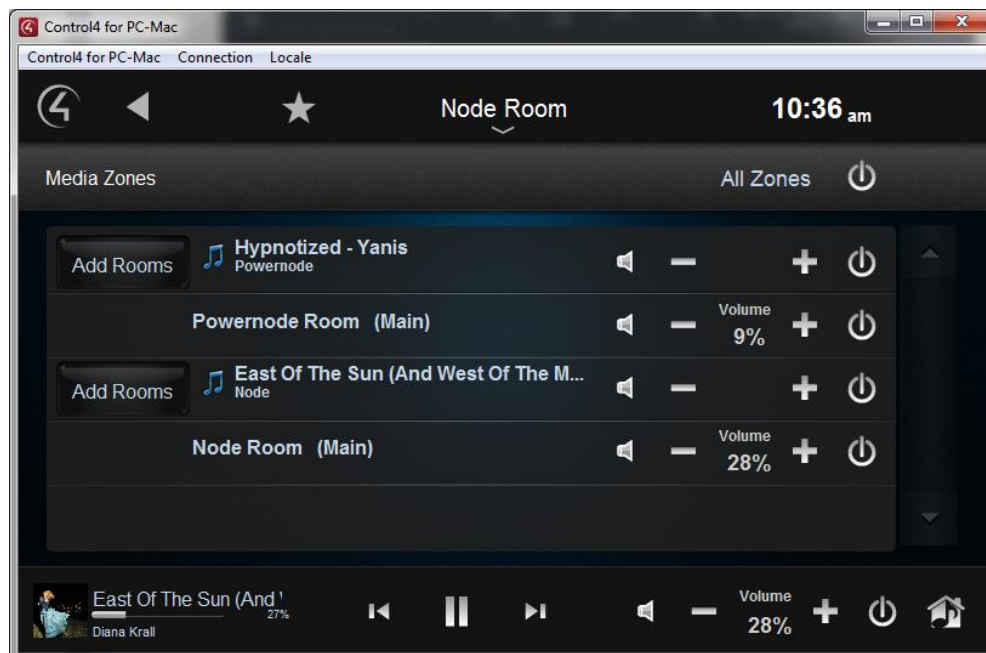 Control4 for PC-Mac
Control4 for PC-Mac Connection Locale
Node Room 10:36 am
Media Zones All Zones
Add Rooms Hypnotized - Yanis
Powernode
Powernode Room (Main) Volume 9%
Add Rooms East Of The Sun (And West Of The M...
Node
Node Room (Main) Volume 28%
East Of The Sun (And '
27%
Diana Krall
Volume
28%